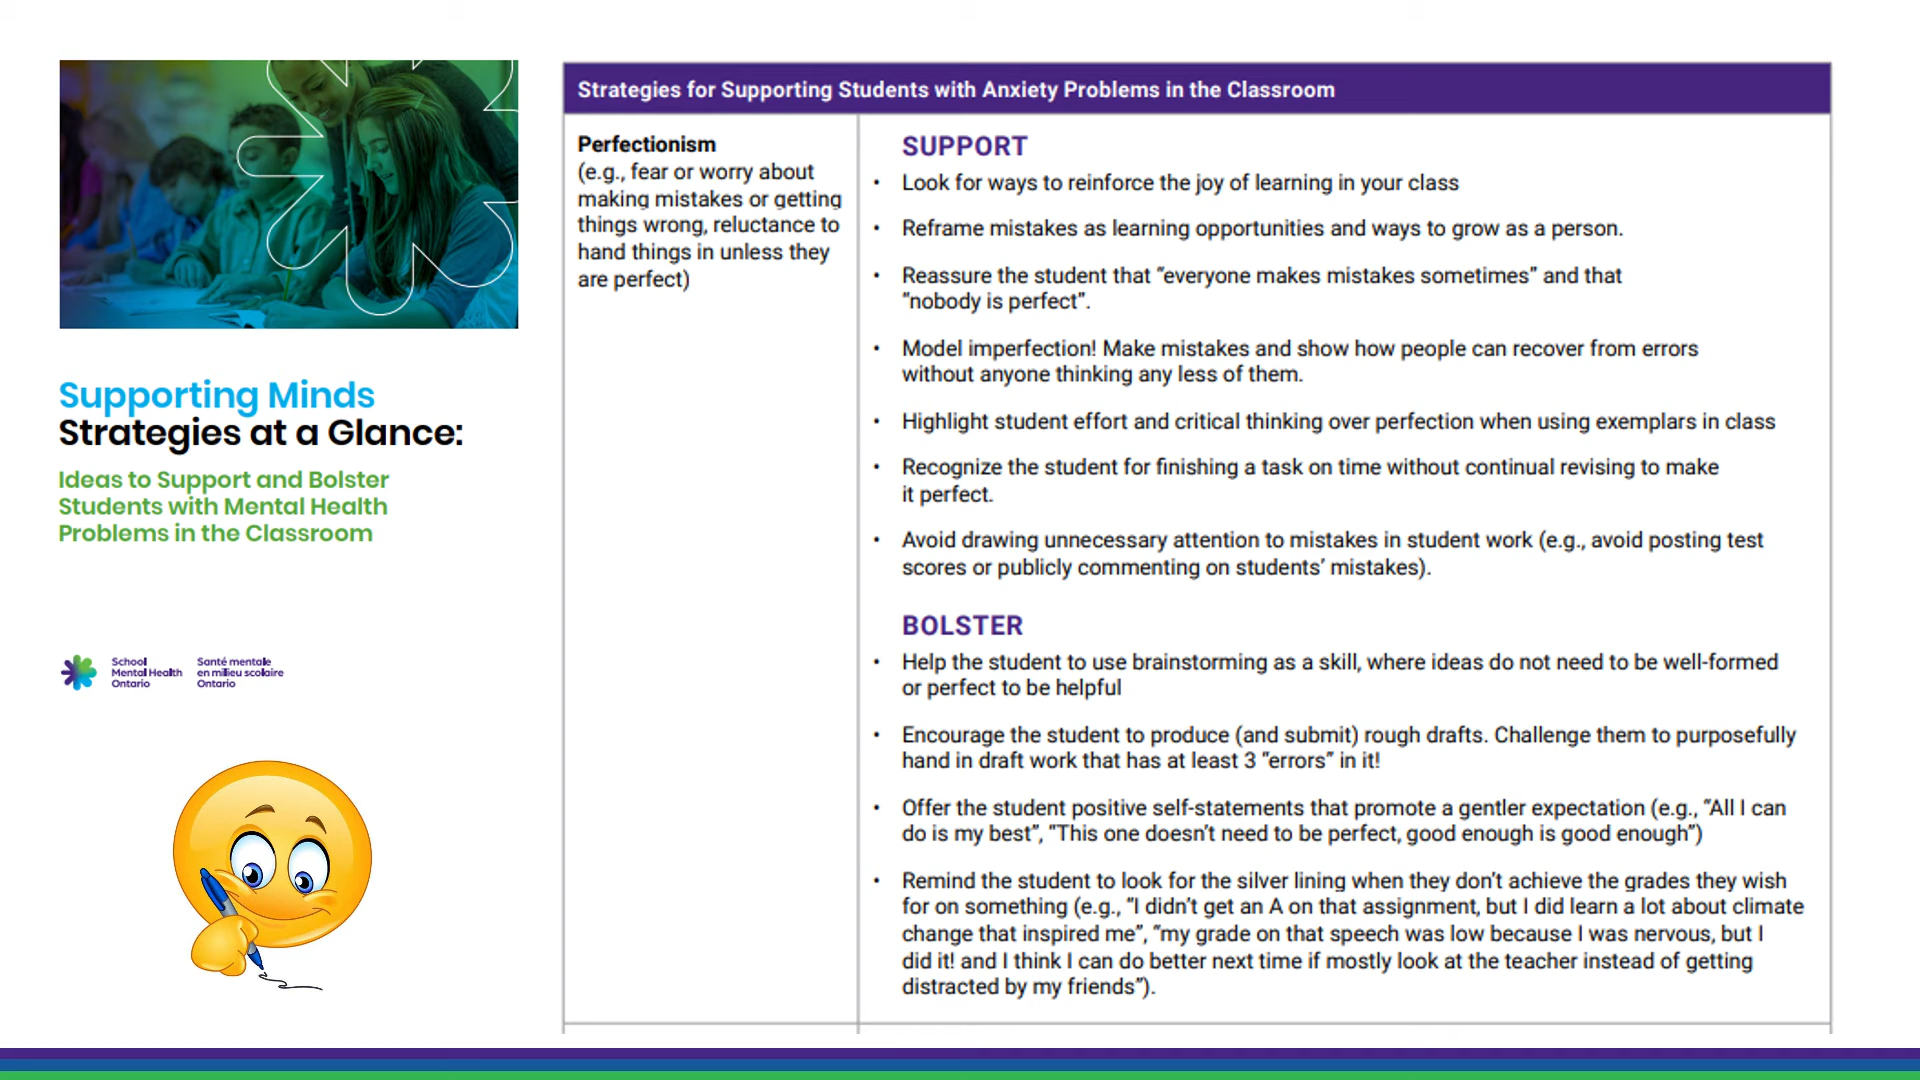 Supporting Minds
Strategies at a Glance:
Ideas to Support and Bolster
Students with Mental Health
Problems in the Classroom
School
Mental Health
Ontario
Santé mentale
en milieu scolaire
Ontario
Strategies for Supporting Students with Anxiety Problems in the Classroom
Perfectionism
(e.g., fear or worry about
making mistakes or getting
things wrong, reluctance to
hand things in unless they
are perfect)
SUPPORT
• Look for ways to reinforce the joy of learning in your class
• Reframe mistakes as learning opportunities and ways to grow as a person.
• Reassure the student that “everyone makes mistakes sometimes” and that
“nobody is perfect”.
• Model imperfection! Make mistakes and show how people can recover from errors
without anyone thinking any less of them.
• Highlight student effort and critical thinking over perfection when using exemplars in class
• Recognize the student for finishing a task on time without continual revising to make
it perfect.
• Avoid drawing unnecessary attention to mistakes in student work (e.g., avoid posting test
scores or publicly commenting on students’ mistakes).
BOLSTER
• Help the student to use brainstorming as a skill, where ideas do not need to be well-formed
or perfect to be helpful
• Encourage the student to produce (and submit) rough drafts. Challenge them to purposefully
hand in draft work that has at least 3 “errors” in it!
• Offer the student positive self-statements that promote a gentler expectation (e.g., “All I can
do is my best”, “This one doesn’t need to be perfect, good enough is good enough”)
• Remind the student to look for the silver lining when they don’t achieve the grades they wish
for on something (e.g., “I didn’t get an A on that assignment, but I did learn a lot about climate
change that inspired me”, “my grade on that speech was low because I was nervous, but I
did it! and I think I can do better next time if mostly look at the teacher instead of getting
distracted by my friends”).